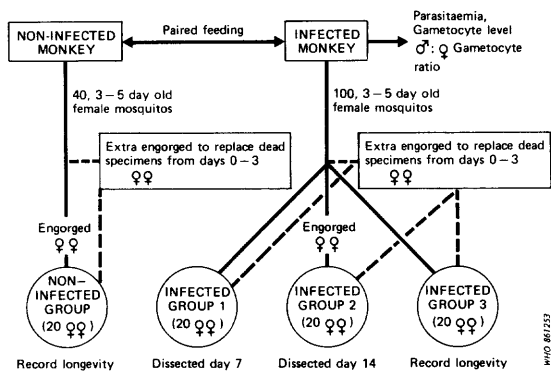 NON-INFECTED
MONKEY
Paired feeding
INFECTED
MONKEY
Parasitaemia,
Gametocyte level
♂ : ♀ Gametocyte
ratio
40, 3 – 5 day old
female mosquitos
100, 3 – 5 day old
female mosquitos
Extra engorged to replace dead
specimens from days 0 – 3
♀♀
Extra engorged to replace dead
specimens from days 0 – 3
♀♀
Engorged
♀♀
Engorged
♀♀
NON–
INFECTED
GROUP
(20 ♀♀)
INFECTED
GROUP 1
(20 ♀♀)
INFECTED
GROUP 2
(20 ♀♀)
INFECTED
GROUP 3
(20 ♀♀)
Record longevity
Dissected day 7
Dissected day 14
Record longevity
WHO 861253